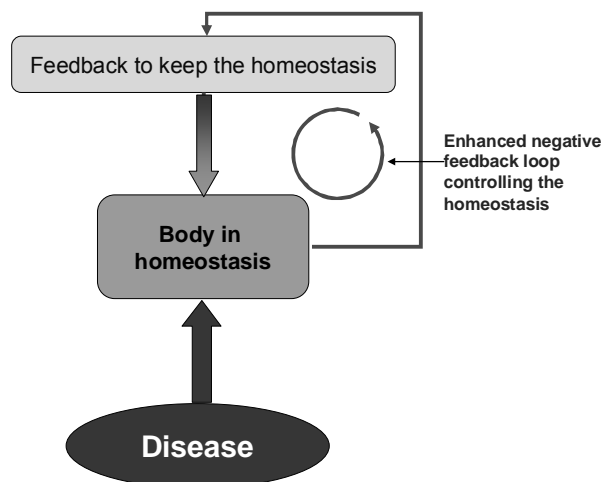 Feedback to keep the homeostasis
Enhanced negative
feedback loop
controlling the
homeostasis
Body in
homeostasis
Disease